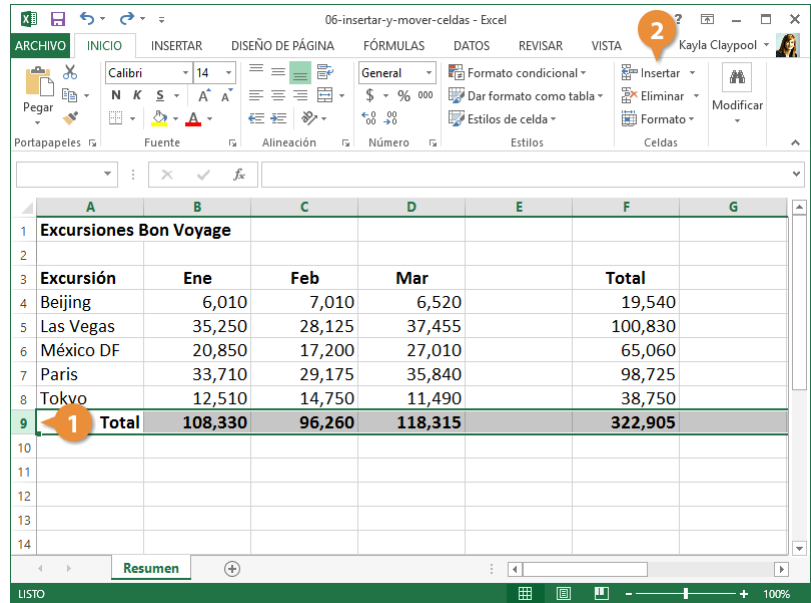 06-insertar-y-mover-celdas - Excel
?
2
ARCHIVO INICIO INSERTAR DISEÑO DE PÁGINA FÓRMULAS DATOS REVISAR VISTA Kayla Claypool
Calibri 14 General Formato condicional Insertar
N K S A A $ % 000 Dar formato como tabla Eliminar Modificar
Pegar
A Estilos de celda Formato
Portapapeles Fuente Alineación Número Estilos Celdas
fx
A B C D E F G
1 Excursiones Bon Voyage
2
3 Excursión Ene Feb Mar Total
4 Beijing 6,010 7,010 6,520 19,540
5 Las Vegas 35,250 28,125 37,455 100,830
6 México DF 20,850 17,200 27,010 65,060
7 Paris 33,710 29,175 35,840 98,725
8 Tokyo 12,510 14,750 11,490 38,750
9 1 Total 108,330 96,260 118,315 322,905
10
11
12
13
14
Resumen
LISTO 100%